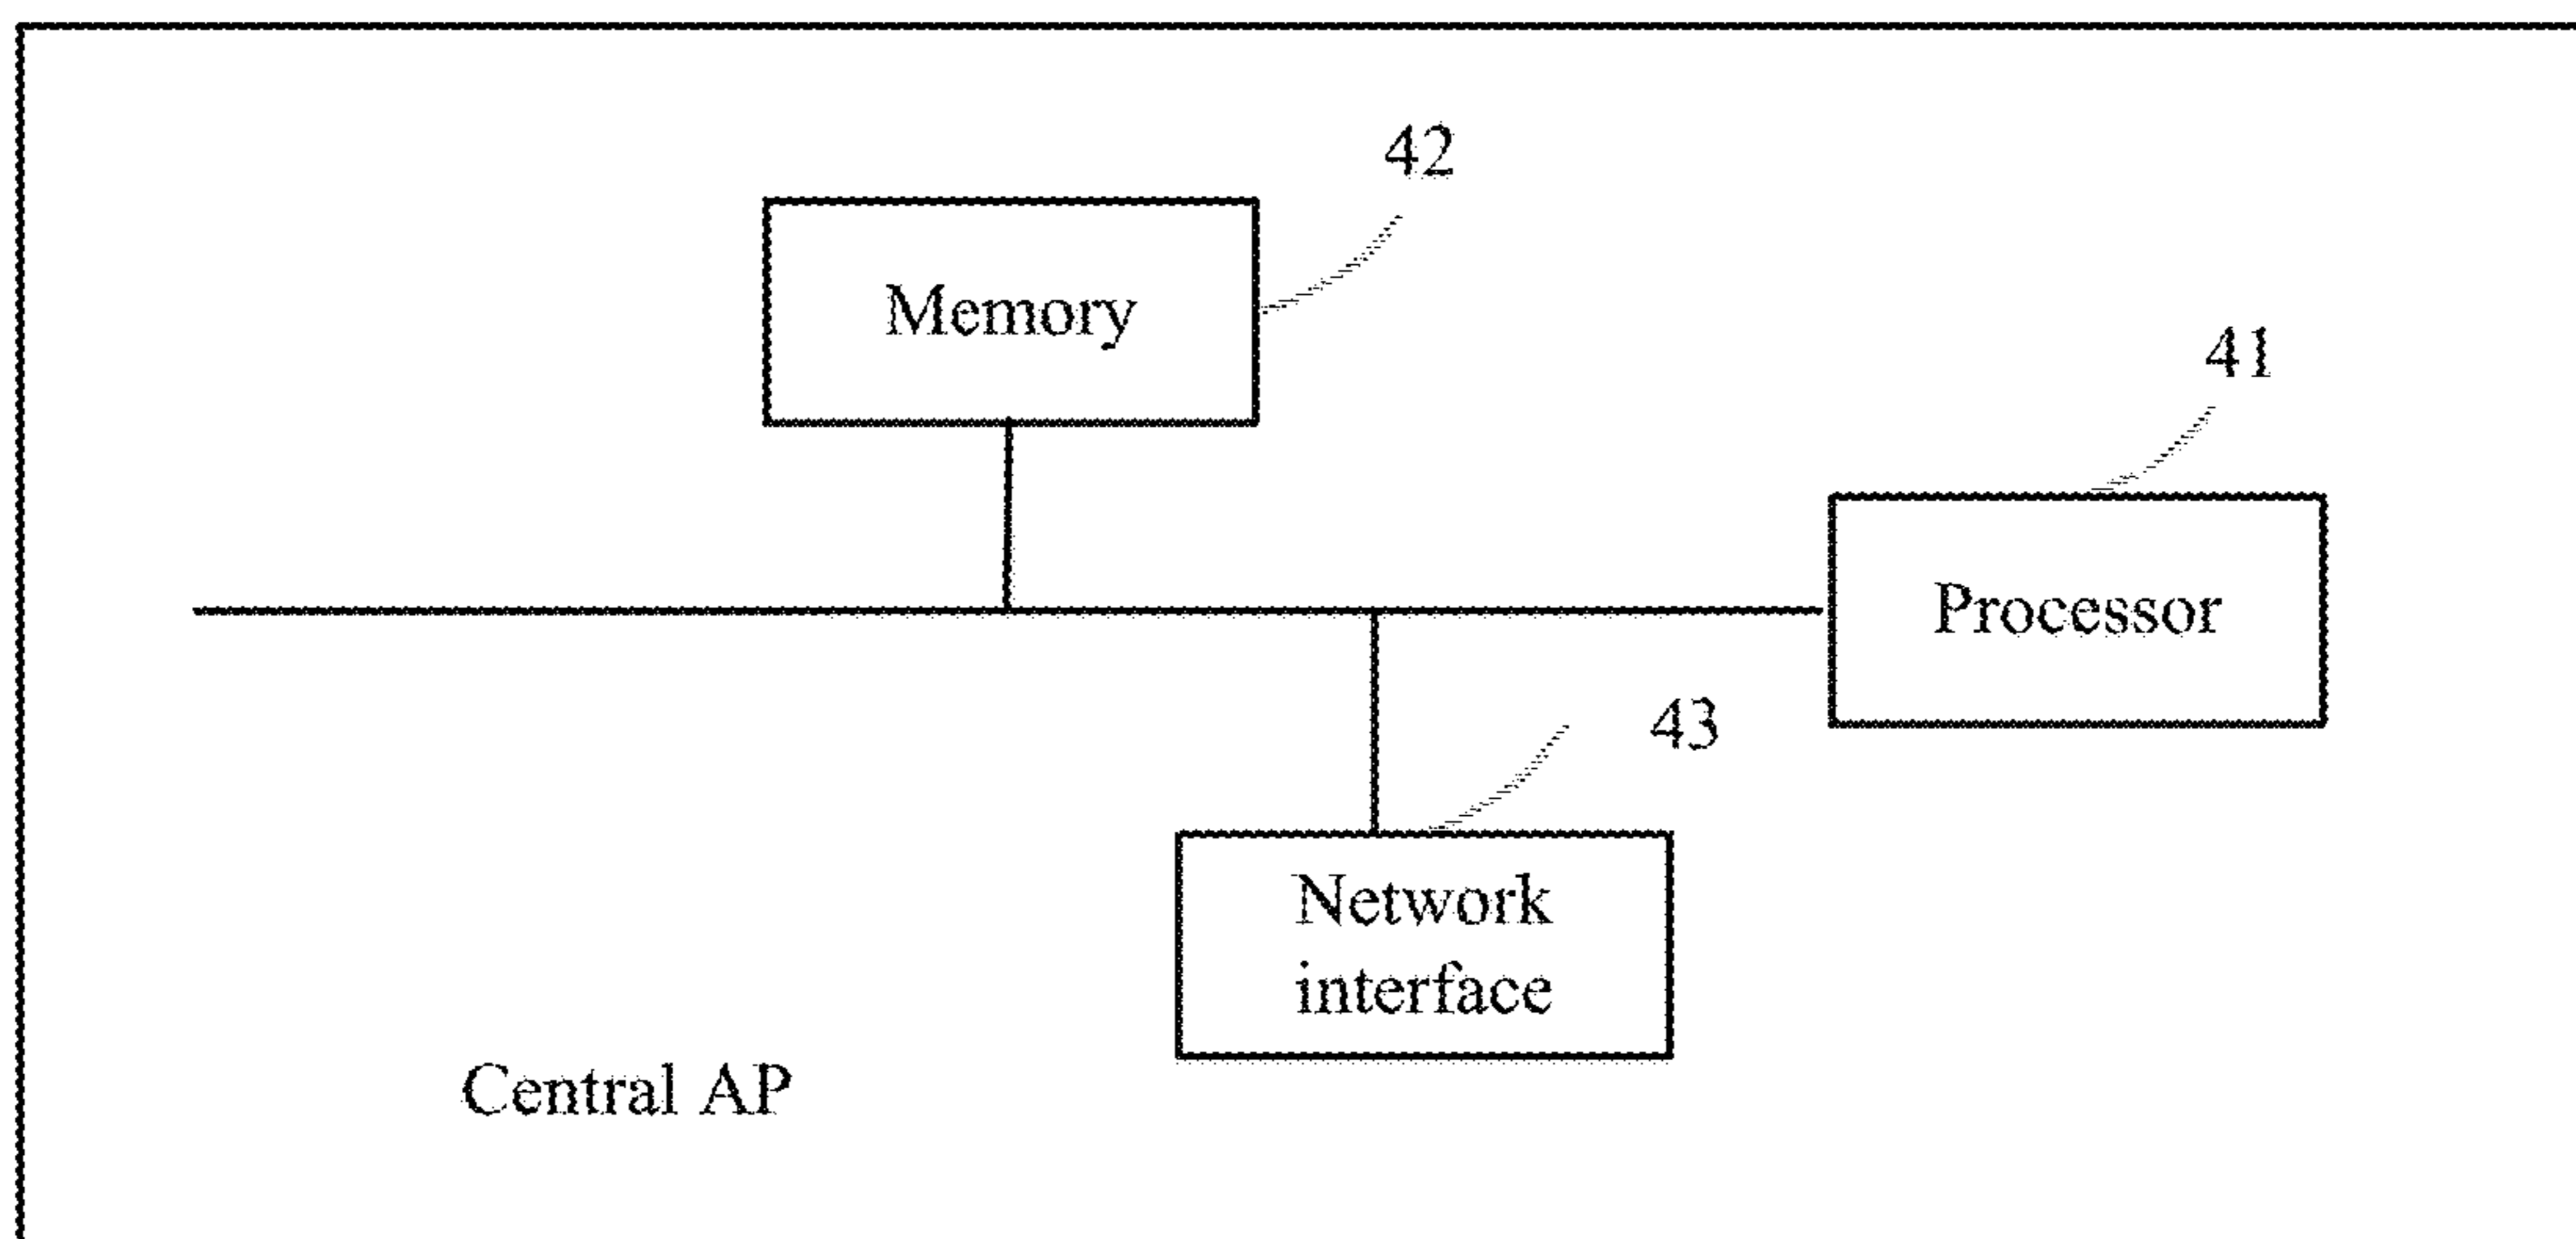 42
Memory
41
Processor
43
Network
interface
Central AP